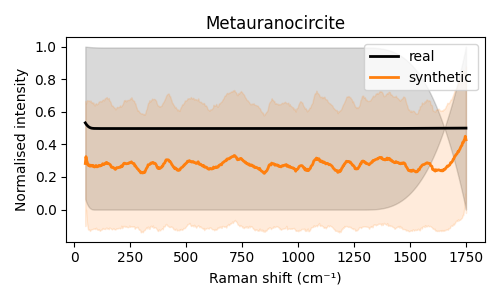 Metauranocircite
Normalised intensity
1.0
0.8
0.6
0.4
0.2
0.0
real
synthetic
0 250 500 750 1000 1250 1500 1750
Raman shift (cm⁻¹)